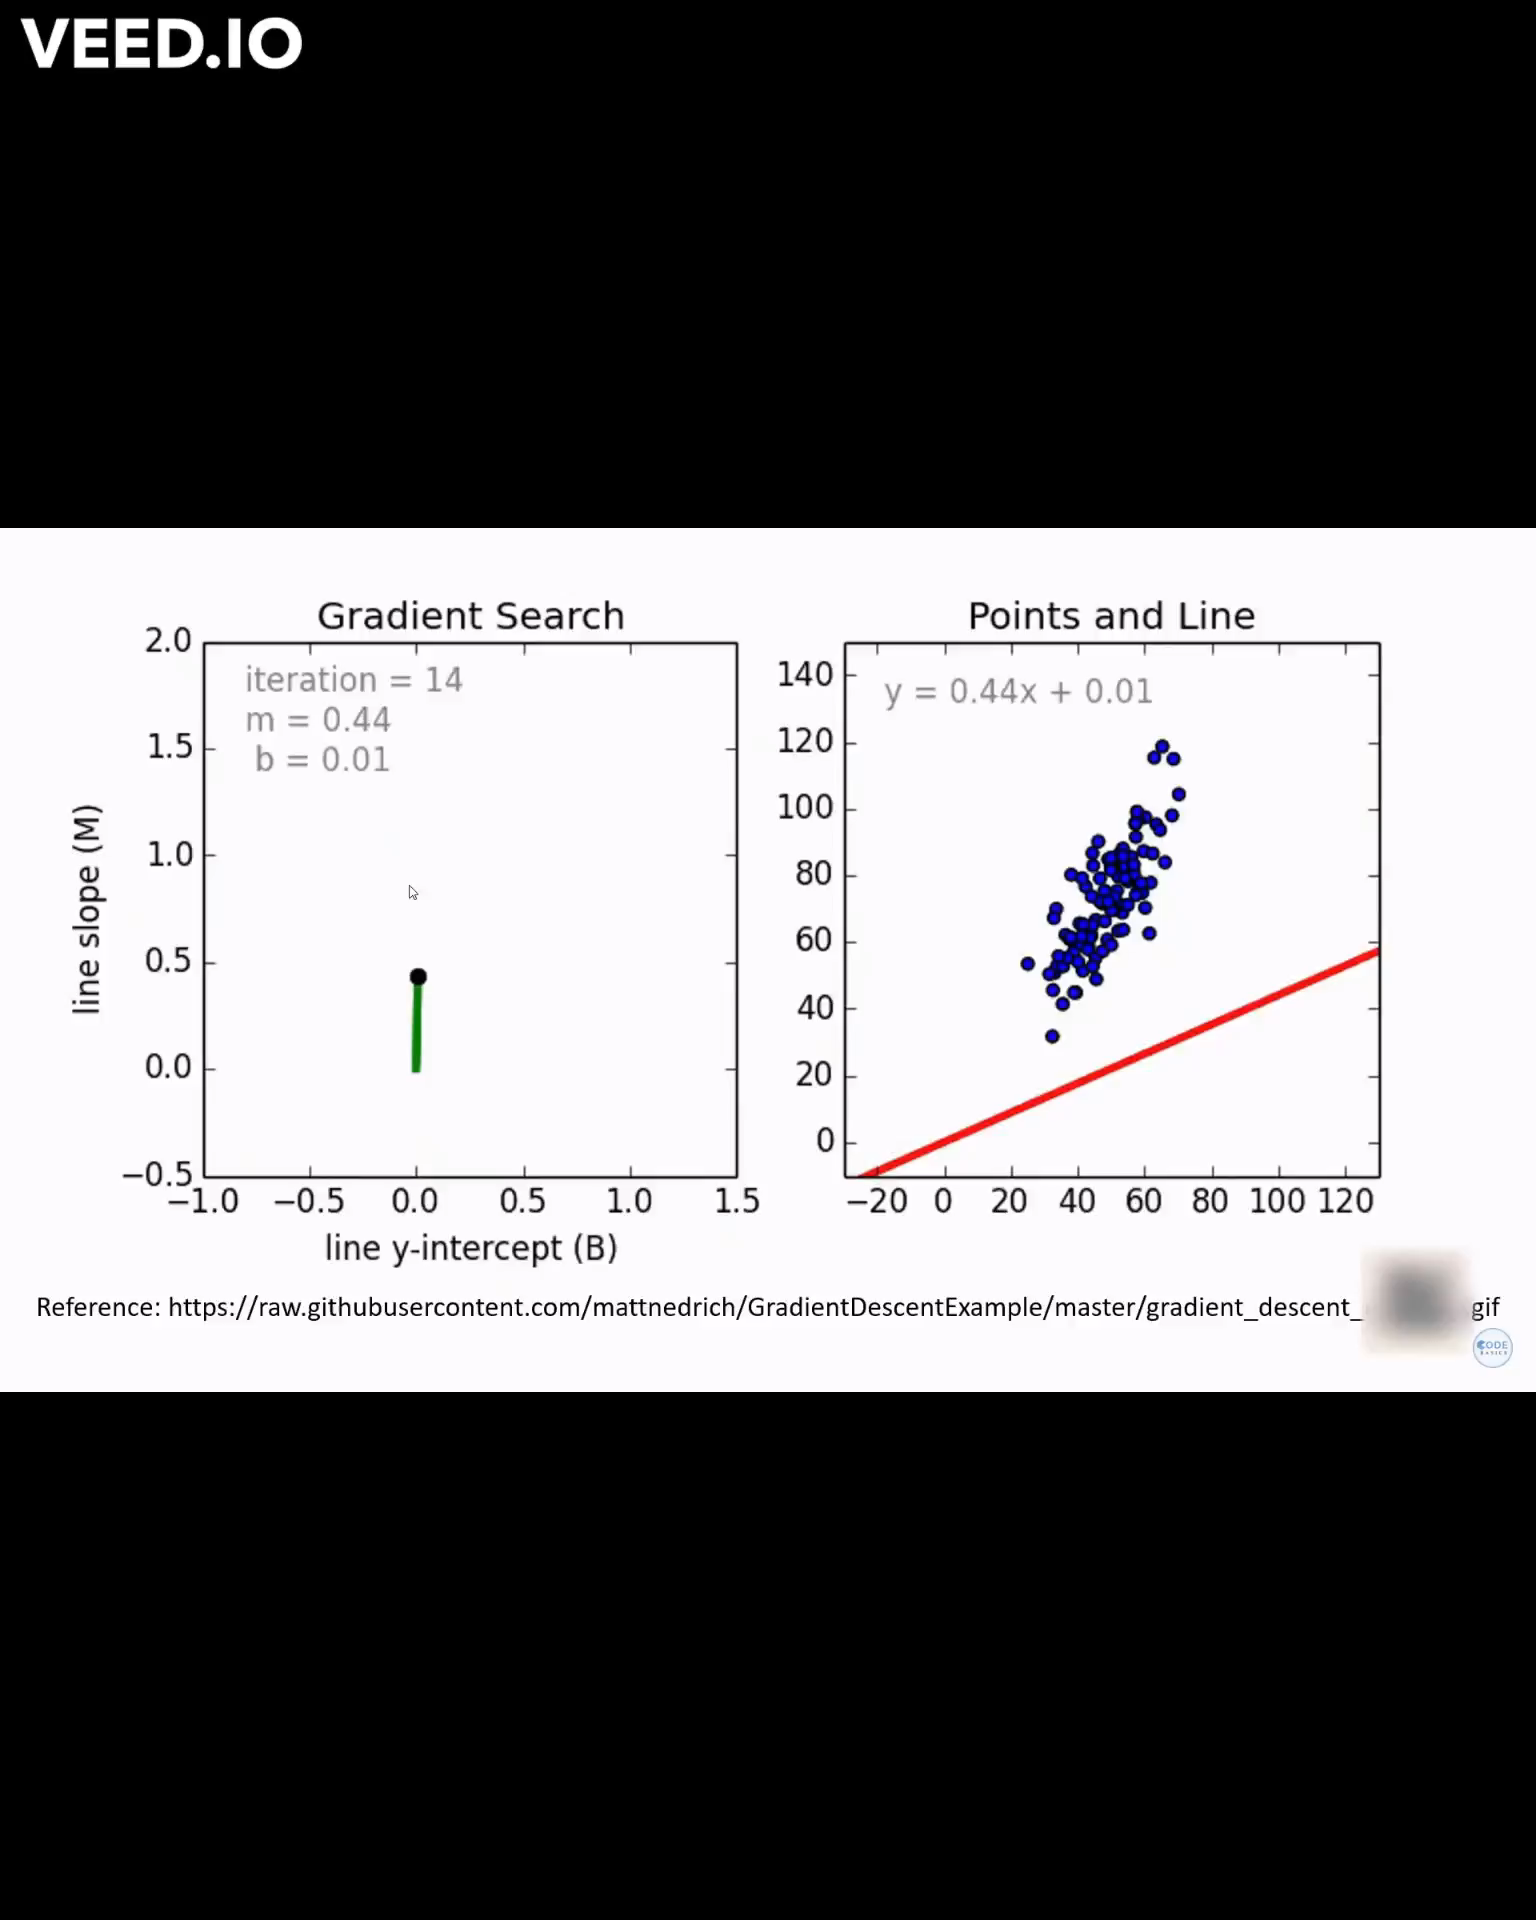 VEED.IO
Gradient Search
2.0
1.5
1.0
0.5
0.0
−0.5
iteration = 14
m = 0.44
b = 0.01
line slope (M)
−1.0 −0.5 0.0 0.5 1.0 1.5
line y-intercept (B)
Points and Line
140
120
100
80
60
40
20
0
y = 0.44x + 0.01
−20 0 20 40 60 80 100 120
Reference: https://raw.githubusercontent.com/mattnedrich/GradientDescentExample/master/gradient_descent_ gif
CODE
BASICS